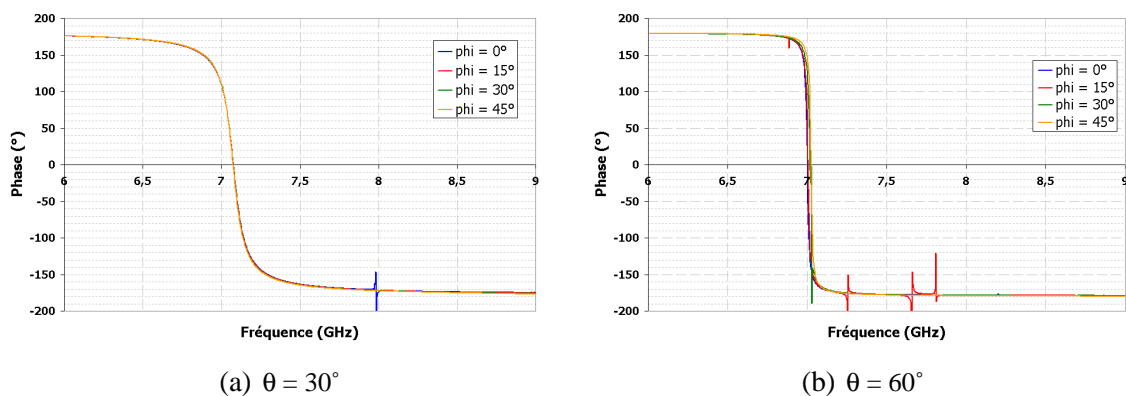 200
150
100
50
0
-50
-100
-150
-200
6 6,5 7 7,5 8 8,5 9
Phase (°)
Fréquence (GHz)
phi = 0°
phi = 15°
phi = 30°
phi = 45°
(a) θ = 30°
200
150
100
50
0
-50
-100
-150
-200
6 6,5 7 7,5 8 8,5 9
Phase (°)
Fréquence (GHz)
phi = 0°
phi = 15°
phi = 30°
phi = 45°
(b) θ = 60°